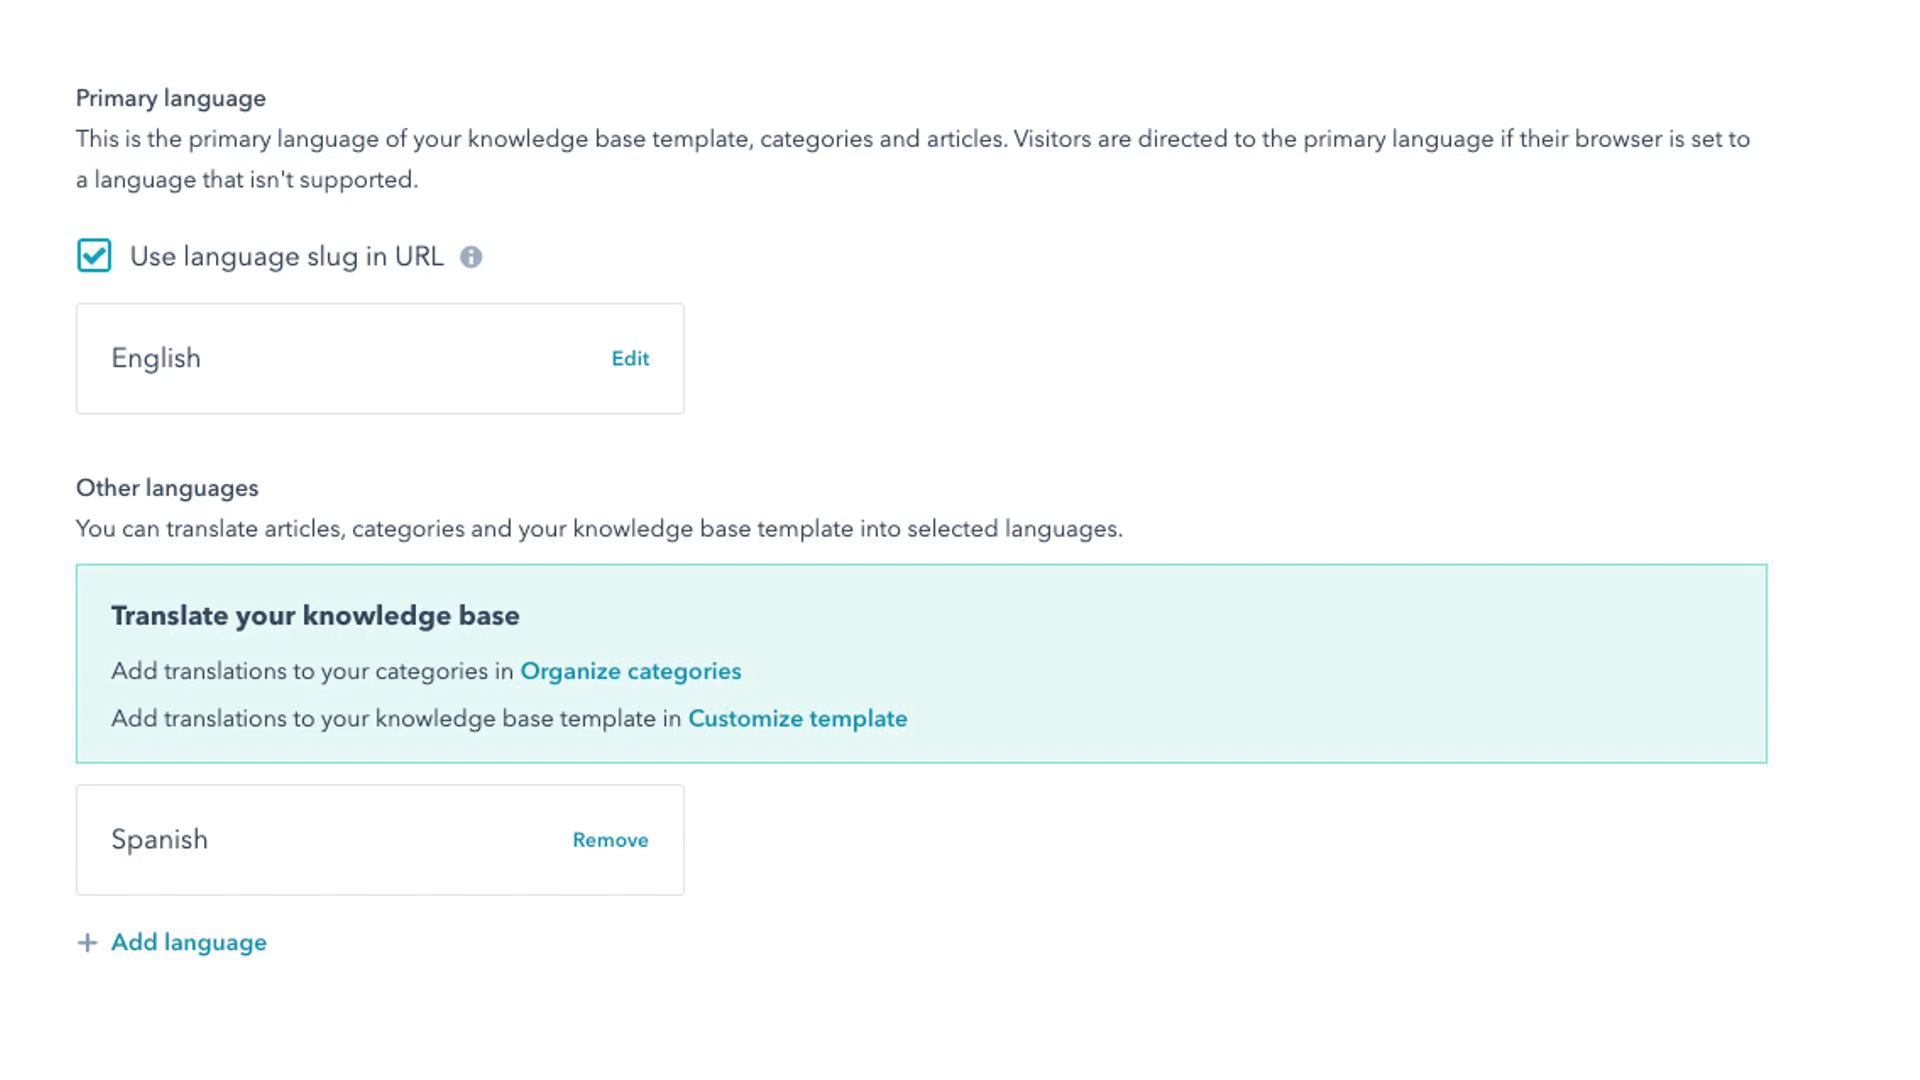 Primary language
This is the primary language of your knowledge base template, categories and articles. Visitors are directed to the primary language if their browser is set to
a language that isn't supported.
Use language slug in URL
English
Edit
Other languages
You can translate articles, categories and your knowledge base template into selected languages.
Translate your knowledge base
Add translations to your categories in Organize categories
Add translations to your knowledge base template in Customize template
Spanish
Remove
+ Add language